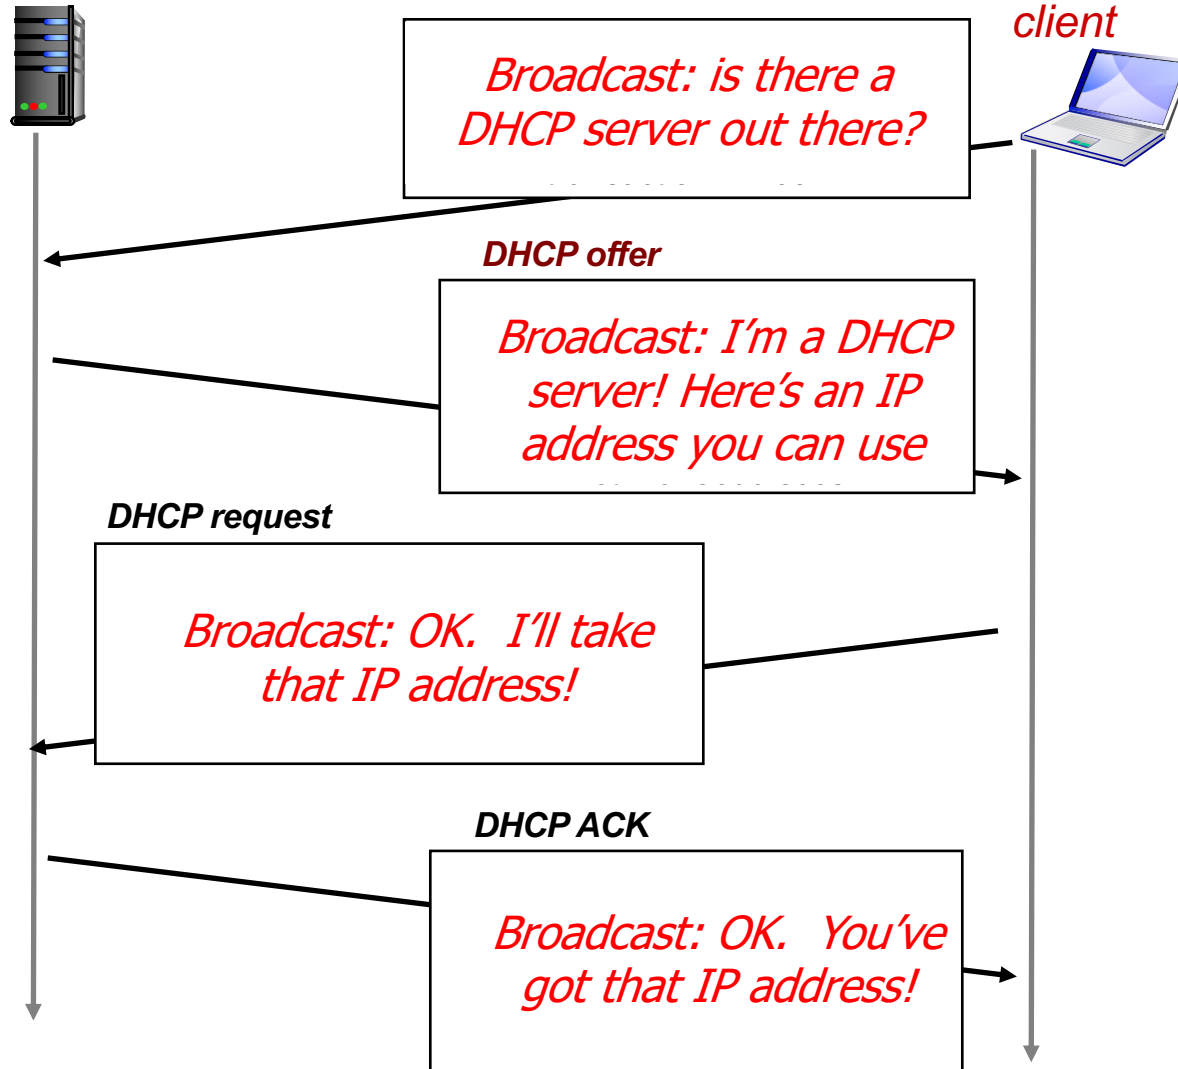 client
Broadcast: is there a
DHCP server out there?
DHCP offer
Broadcast: I'm a DHCP
server! Here's an IP
address you can use
DHCP request
Broadcast: OK.  I'll take
that IP address!
DHCP ACK
Broadcast: OK.  You've
got that IP address!